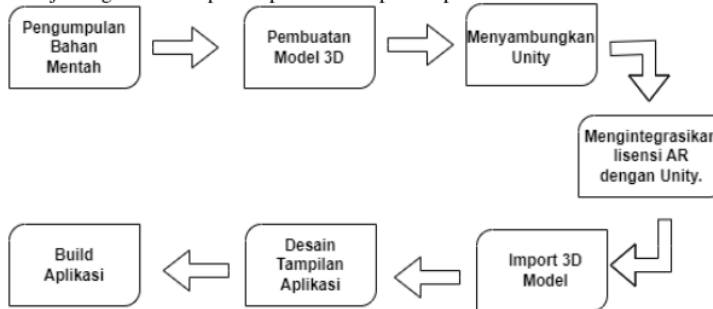 Pengumpulan
Bahan
Mentah
Pembuatan
Model 3D
Menyambungkan
Unity
Mengintegrasikan
lisensi AR
dengan Unity.
Import 3D
Model
Desain
Tampilan
Aplikasi
Build
Aplikasi